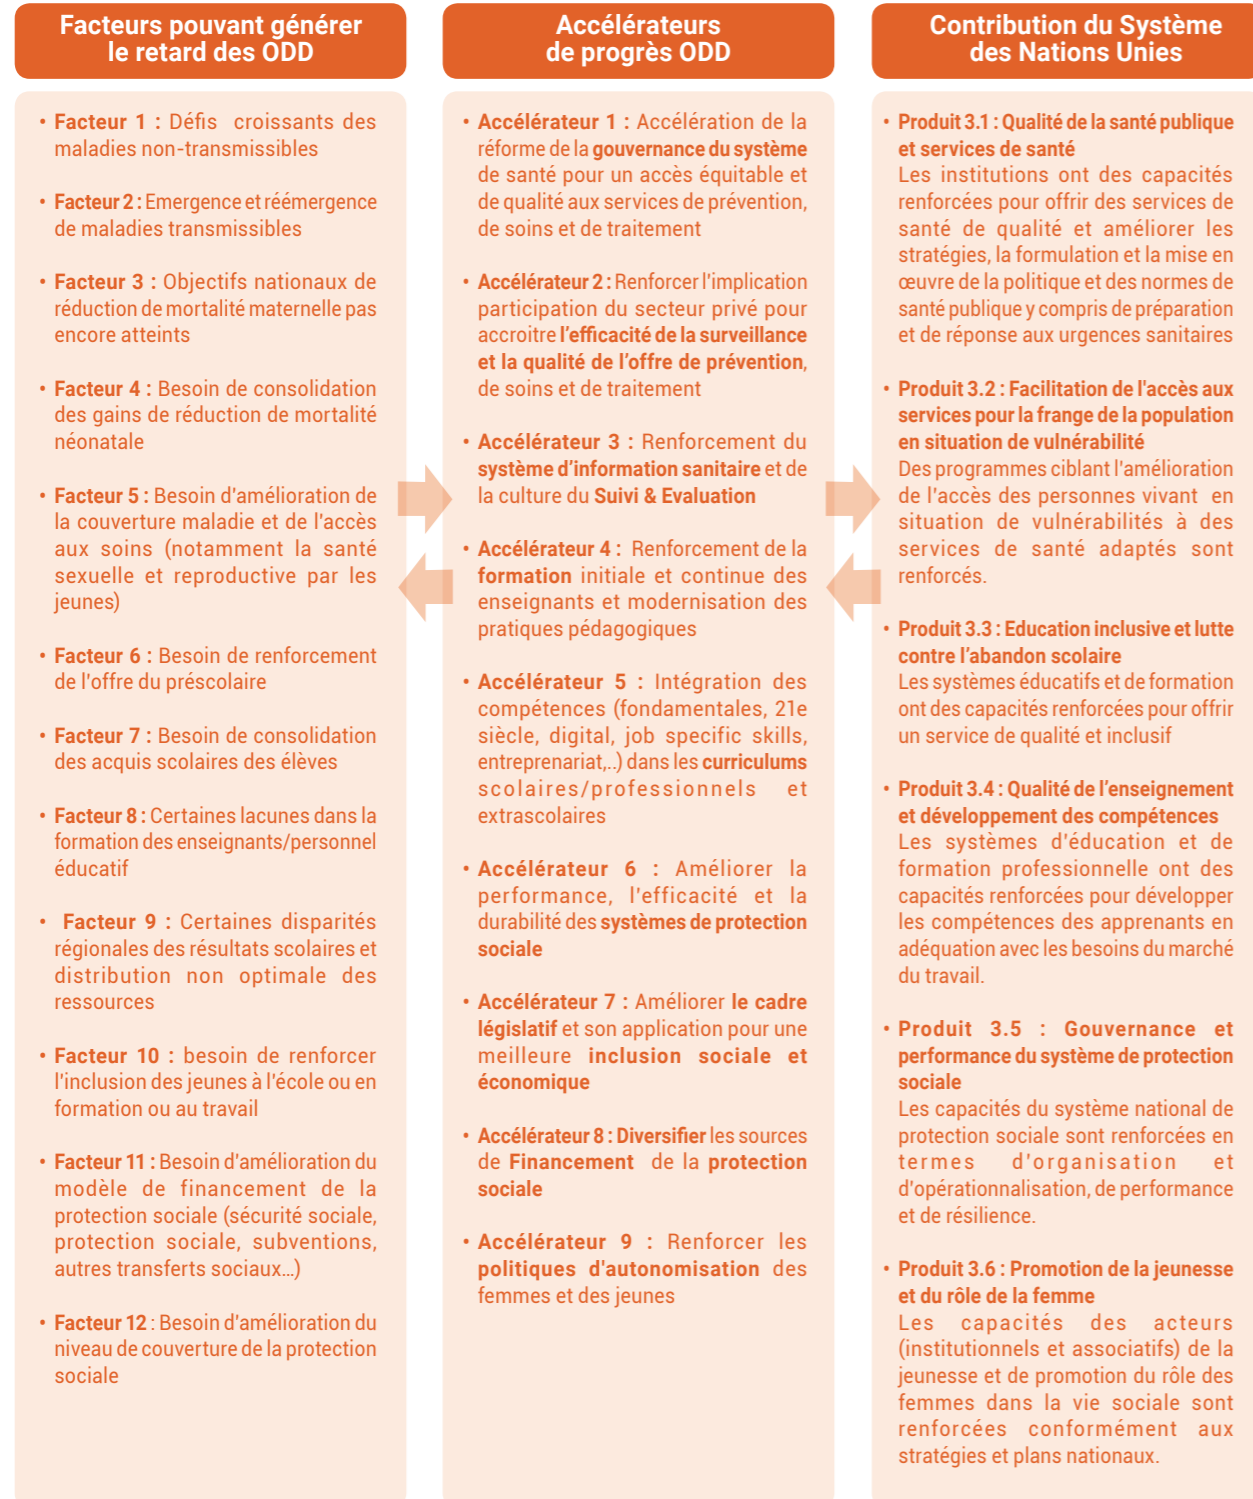 Facteurs pouvant générer
le retard des ODD
• Facteur 1 : Défis croissants des
maladies non-transmissibles
• Facteur 2 : Emergence et réémergence
de maladies transmissibles
• Facteur 3 : Objectifs nationaux de
réduction de mortalité maternelle pas
encore atteints
• Facteur 4 : Besoin de consolidation
des gains de réduction de mortalité
néonatale
• Facteur 5 : Besoin d'amélioration de
la couverture maladie et de l'accès
aux soins (notamment la santé
sexuelle et reproductive par les
jeunes)
• Facteur 6 : Besoin de renforcement
de l'offre du préscolaire
• Facteur 7 : Besoin de consolidation
des acquis scolaires des élèves
• Facteur 8 : Certaines lacunes dans la
formation des enseignants/personnel
éducatif
• Facteur 9 : Certaines disparités
régionales des résultats scolaires et
distribution non optimale des
ressources
• Facteur 10 : besoin de renforcer
l'inclusion des jeunes à l'école ou en
formation ou au travail
• Facteur 11 : Besoin d'amélioration du
modèle de financement de la
protection sociale (sécurité sociale,
protection sociale, subventions,
autres transferts sociaux...)
• Facteur 12 : Besoin d'amélioration du
niveau de couverture de la protection
sociale
Accélérateurs
de progrès ODD
• Accélérateur 1 : Accélération de la
réforme de la gouvernance du système
de santé pour un accès équitable et
de qualité aux services de prévention,
de soins et de traitement
• Accélérateur 2 : Renforcer l'implication
participation du secteur privé pour
accroitre l'efficacité de la surveillance
et la qualité de l'offre de prévention,
de soins et de traitement
• Accélérateur 3 : Renforcement du
système d'information sanitaire et de
la culture du Suivi & Evaluation
• Accélérateur 4 : Renforcement de la
formation initiale et continue des
enseignants et modernisation des
pratiques pédagogiques
• Accélérateur 5 : Intégration des
compétences (fondamentales, 21e
siècle, digital, job specific skills,
entreprenariat,..) dans les curriculums
scolaires/professionnels et
extrascolaires
• Accélérateur 6 : Améliorer la
performance, l'efficacité et la
durabilité des systèmes de protection
sociale
• Accélérateur 7 : Améliorer le cadre
législatif et son application pour une
meilleure inclusion sociale et
économique
• Accélérateur 8 : Diversifier les sources
de Financement de la protection
sociale
• Accélérateur 9 : Renforcer les
politiques d'autonomisation des
femmes et des jeunes
Contribution du Système
des Nations Unies
• Produit 3.1 : Qualité de la santé publique
et services de santé
Les institutions ont des capacités
renforcées pour offrir des services de
santé de qualité et améliorer les
stratégies, la formulation et la mise en
œuvre de la politique et des normes de
santé publique y compris de préparation
et de réponse aux urgences sanitaires
• Produit 3.2 : Facilitation de l'accès aux
services pour la frange de la population
en situation de vulnérabilité
Des programmes ciblant l'amélioration
de l'accès des personnes vivant en
situation de vulnérabilités à des
services de santé adaptés sont
renforcés.
• Produit 3.3 : Education inclusive et lutte
contre l'abandon scolaire
Les systèmes éducatifs et de formation
ont des capacités renforcées pour offrir
un service de qualité et inclusif
• Produit 3.4 : Qualité de l'enseignement
et développement des compétences
Les systèmes d'éducation et de
formation professionnelle ont des
capacités renforcées pour développer
les compétences des apprenants en
adéquation avec les besoins du marché
du travail.
• Produit 3.5 : Gouvernance et
performance du système de protection
sociale
Les capacités du système national de
protection sociale sont renforcées en
termes d'organisation et
d'opérationnalisation, de performance
et de résilience.
• Produit 3.6 : Promotion de la jeunesse
et du rôle de la femme
Les capacités des acteurs
(institutionnels et associatifs) de la
jeunesse et de promotion du rôle des
femmes dans la vie sociale sont
renforcées conformément aux
stratégies et plans nationaux.